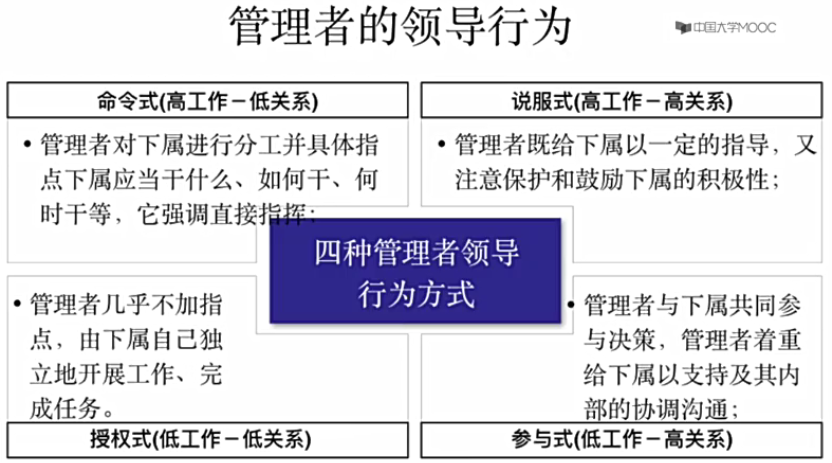 管理者的领导行为
中国大学MOOC
命令式(高工作－低关系)
• 管理者对下属进行分工并具体指
点下属应当干什么、如何干、何
时干等，它强调直接指挥；
说服式(高工作－高关系)
• 管理者既给下属以一定的指导，又
注意保护和鼓励下属的积极性；
四种管理者领导
行为方式
• 管理者几乎不加指
点，由下属自己独
立地开展工作、完
成任务。
授权式(低工作－低关系)
• 管理者与下属共同参
与决策，管理者着重
给下属以支持及其内
部的协调沟通；
参与式(低工作－高关系)